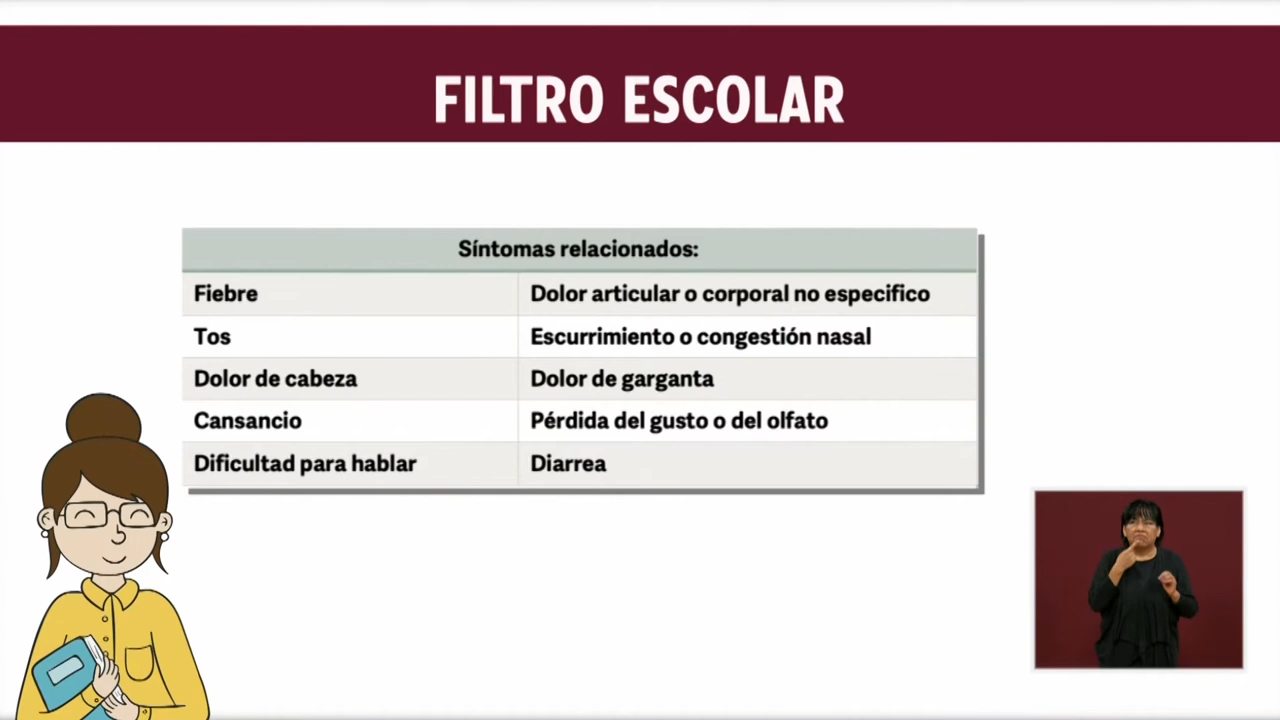 FILTRO ESCOLAR
Síntomas relacionados:
Fiebre
Dolor articular o corporal no especifico
Tos
Escurrimiento o congestión nasal
Dolor de cabeza
Dolor de garganta
Cansancio
Pérdida del gusto o del olfato
Dificultad para hablar
Diarrea